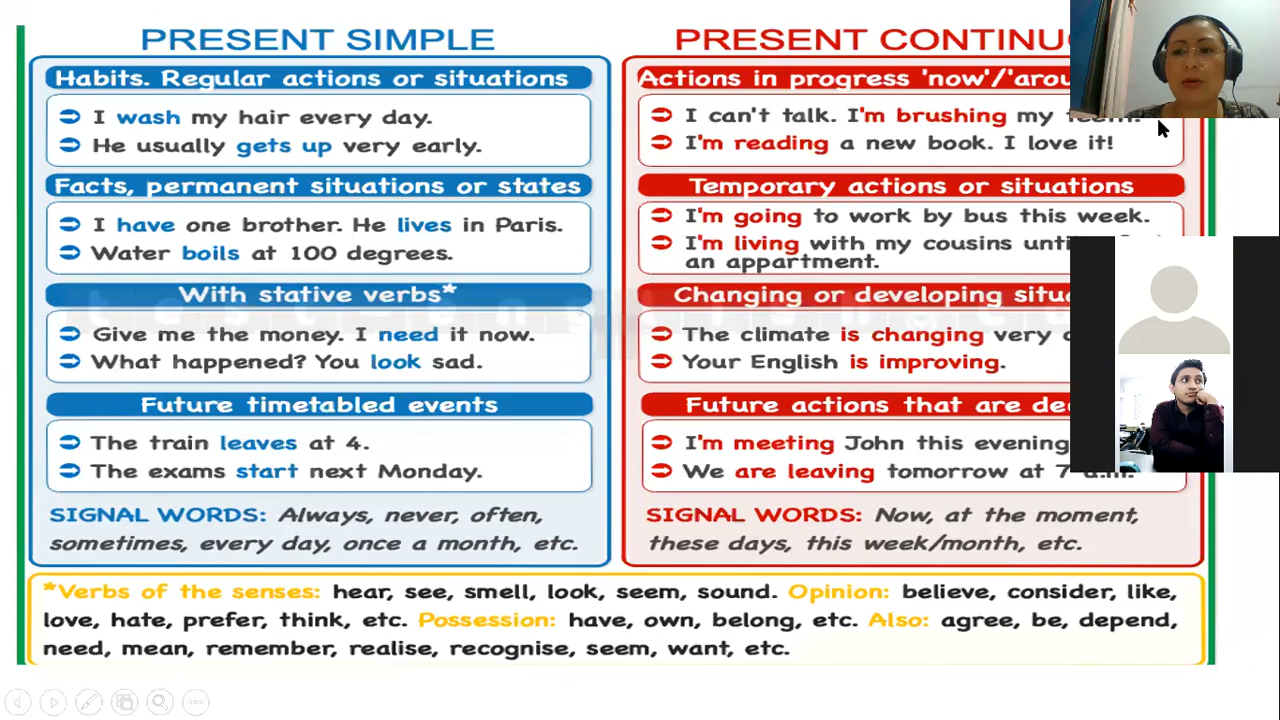 PRESENT SIMPLE
Habits. Regular actions or situations
I wash my hair every day.
He usually gets up very early.
Facts, permanent situations or states
I have one brother. He lives in Paris.
Water boils at 100 degrees.
With stative verbs*
Give me the money. I need it now.
What happened? You look sad.
Future timetabled events
The train leaves at 4.
The exams start next Monday.
SIGNAL WORDS: Always, never, often,
sometimes, every day, once a month, etc.
PRESENT
Actions in progress 'now'/
I can't talk. I'm brushing my teeth.
I'm reading a new book. I love it!
Temporary actions or situations
I'm going to work by bus this week.
I'm living with my cousins
an appartment.
Changing or developing
The climate is changing very
Your English is improving.
Future actions that are
I'm meeting John this evening
We are leaving tomorrow at 7 a.m.
SIGNAL WORDS: Now, at the moment,
these days, this week/month, etc.
*Verbs of the senses: hear, see, smell, look, seem, sound. Opinion: believe, consider, like,
love, hate, prefer, think, etc. Possession: have, own, belong, etc. Also: agree, be, depend,
need, mean, remember, realise, recognise, seem, want, etc.